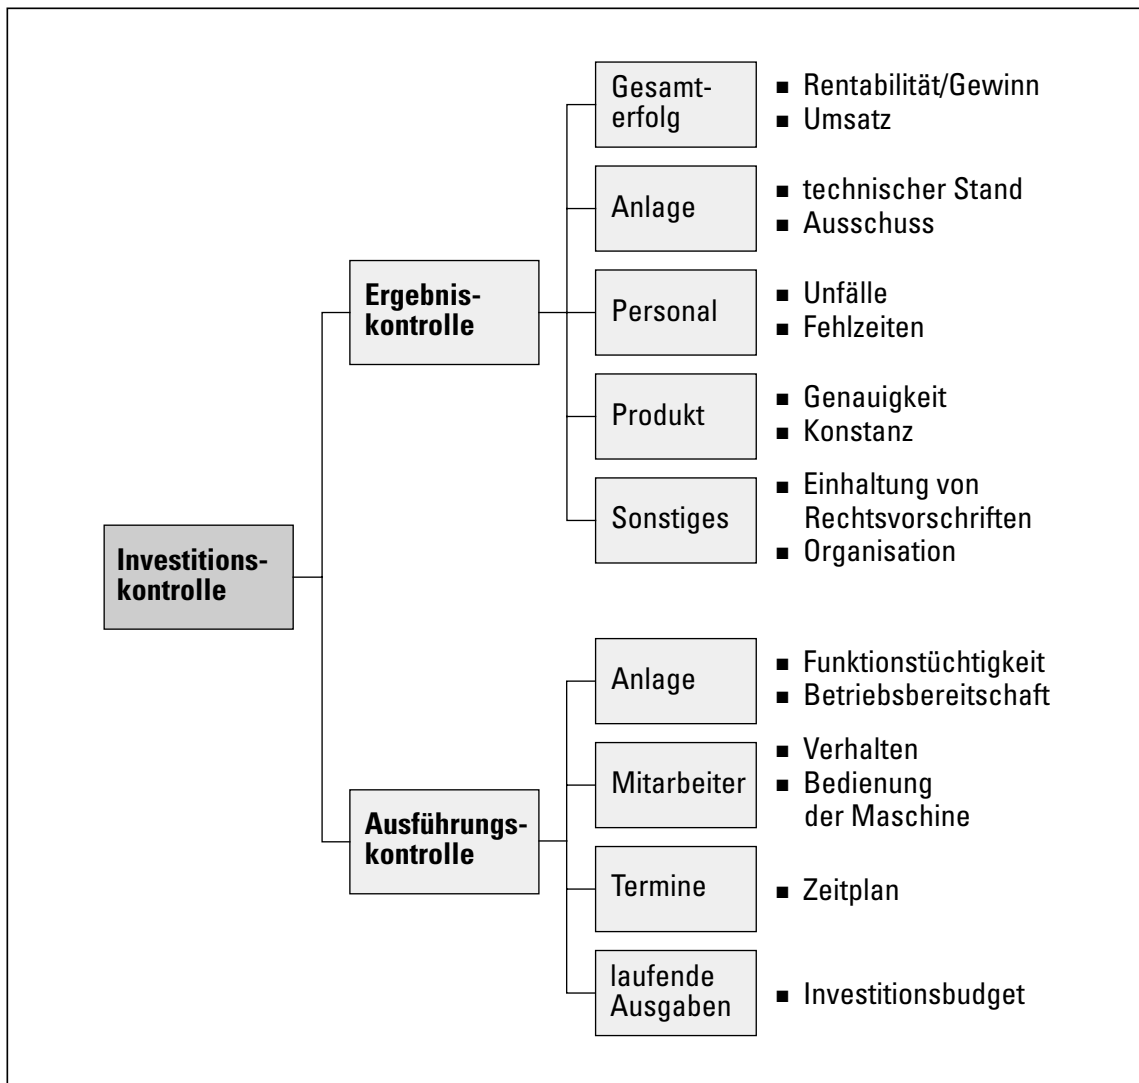 Gesamt-
erfolg
■ Rentabilität/Gewinn
■ Umsatz
Anlage
■ technischer Stand
■ Ausschuss
Ergebnis-
kontrolle
Personal
■ Unfälle
■ Fehlzeiten
Produkt
■ Genauigkeit
■ Konstanz
Sonstiges
■ Einhaltung von
Rechtsvorschriften
■ Organisation
Investitions-
kontrolle
Anlage
■ Funktionstüchtigkeit
■ Betriebsbereitschaft
Mitarbeiter
■ Verhalten
■ Bedienung
der Maschine
Ausführungs-
kontrolle
Termine
■ Zeitplan
laufende
Ausgaben
■ Investitionsbudget